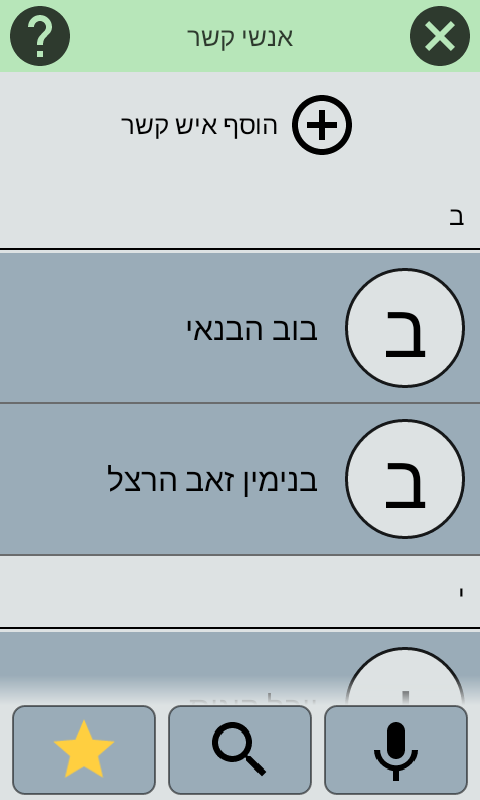 אנשי קשר
הוסף איש קשר
ב
ב
בוב הבנאי
ב
בנימין זאב הרצל
י